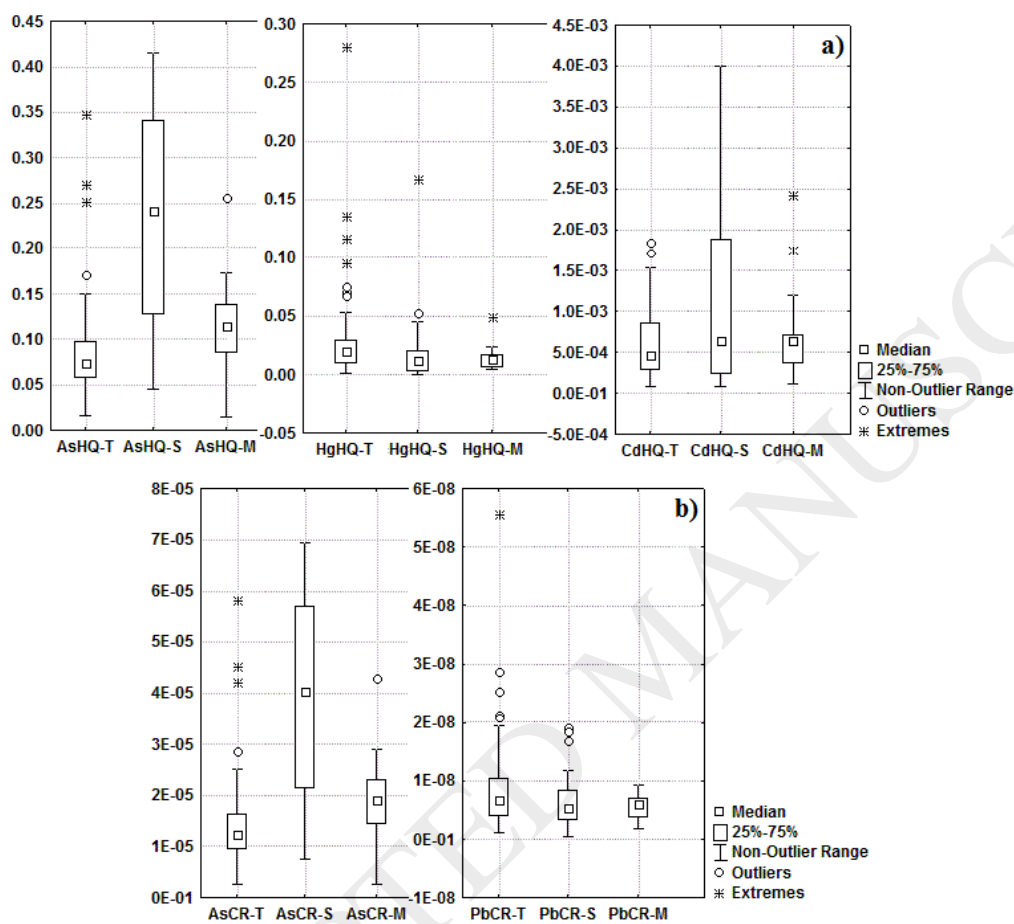 0.45
0.40
0.35
0.30
0.25
0.20
0.15
0.10
0.05
0.00
AsHQ-T AsHQ-S AsHQ-M
0.30
0.25
0.20
0.15
0.10
0.05
0.00
-0.05
HgHQ-T HgHQ-S HgHQ-M
a)
4.5E-03
4.0E-03
3.5E-03
3.0E-03
2.5E-03
2.0E-03
1.5E-03
1.0E-03
5.0E-04
0.0E-01
-5.0E-04
CdHQ-T CdHQ-S CdHQ-M
Median
25%-75%
Non-Outlier Range
Outliers
Extremes
8E-05
7E-05
6E-05
5E-05
4E-05
3E-05
2E-05
1E-05
0E-01
AsCR-T AsCR-S AsCR-M
b)
6E-08
5E-08
4E-08
3E-08
2E-08
1E-08
0E-01
-1E-08
PbCR-T PbCR-S PbCR-M
Median
25%-75%
Non-Outlier Range
Outliers
Extremes